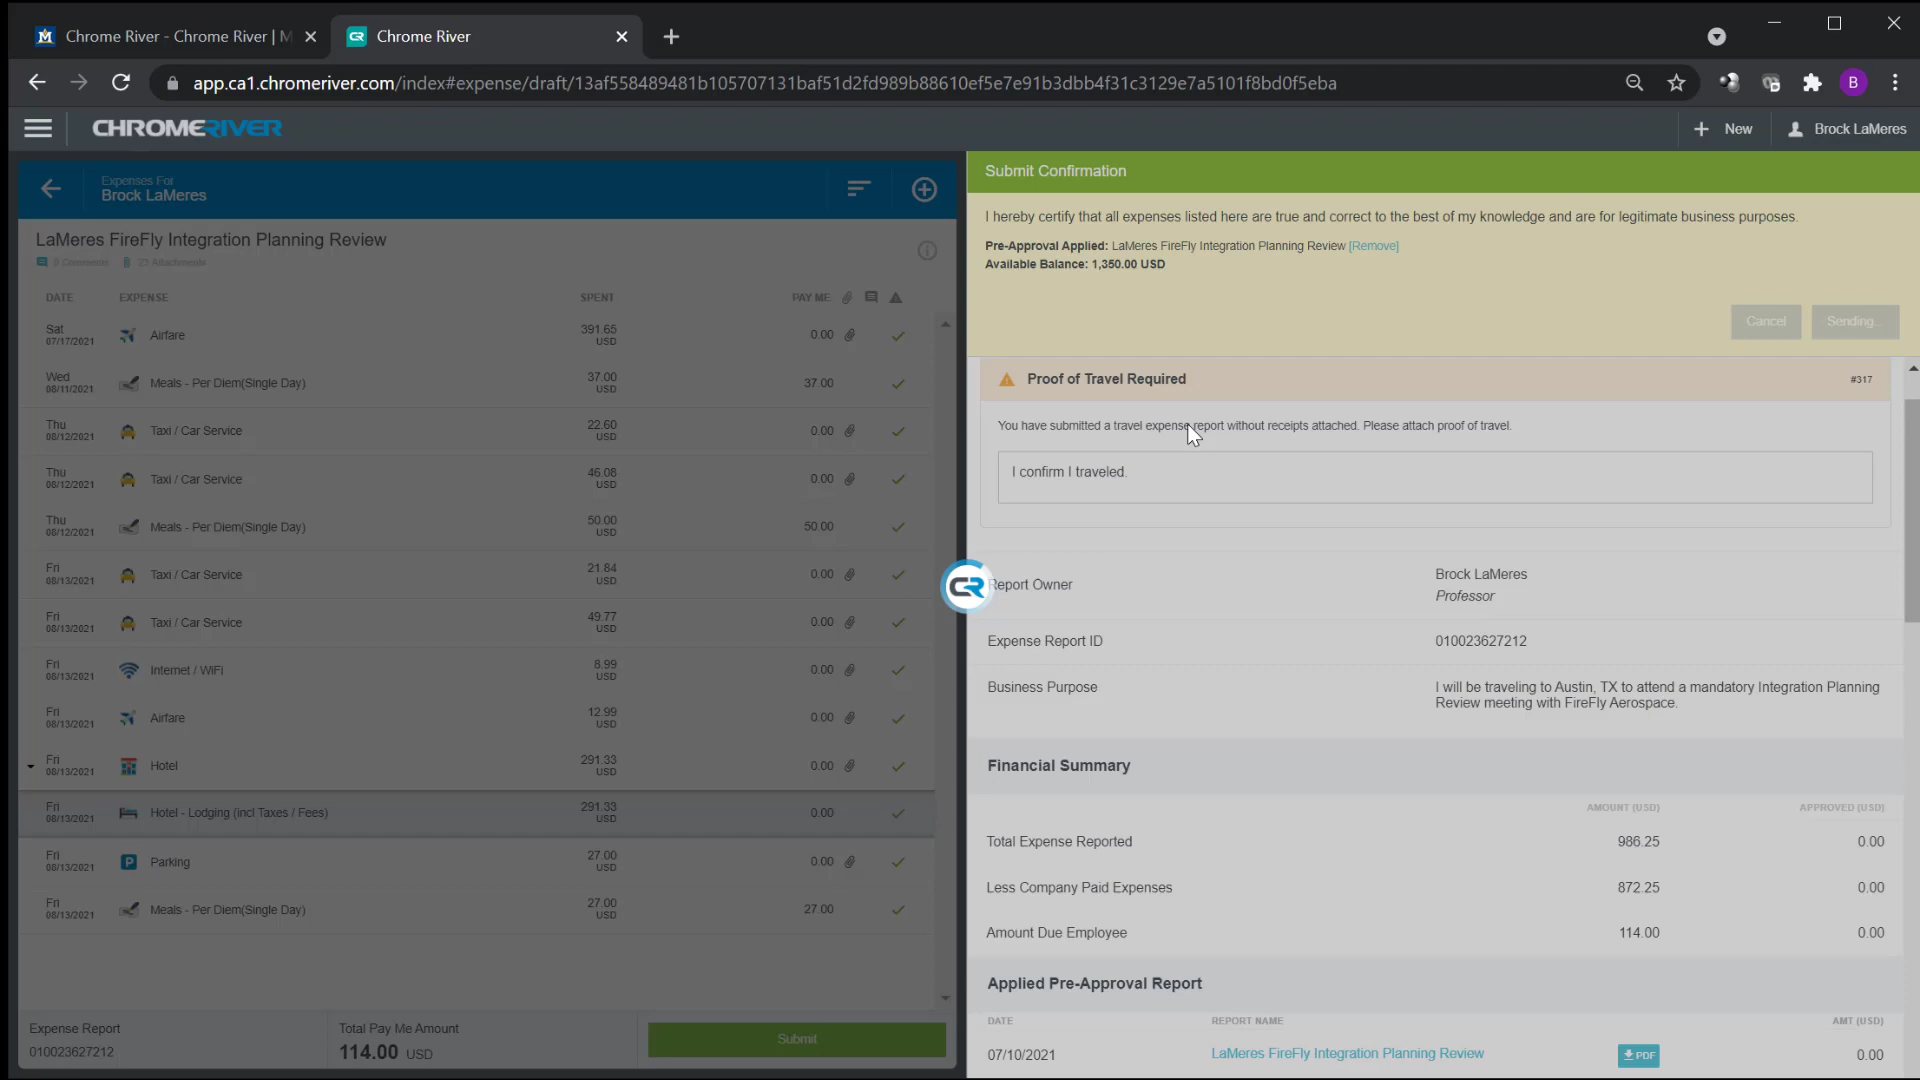 Chrome River - Chrome River | M
Chrome River
app.ca1.chromeriver.com/index#expense/draft/13af558489481b105707131baf51d2fd989b88610ef5e7e91b3dbb4f31c3129e7a5101f8bd0f5eba
B
CHROMERIVER
New
Brock LaMeres
Expenses For
Brock LaMeres
LaMeres FireFly Integration Planning Review
0 Comments 23 Attachments
DATE EXPENSE SPENT PAY ME
Sat 07/17/2021 Airfare 391.65 USD 0.00
Wed 08/11/2021 Meals - Per Diem(Single Day) 37.00 USD 37.00
Thu 08/12/2021 Taxi / Car Service 22.60 USD 0.00
Thu 08/12/2021 Taxi / Car Service 46.08 USD 0.00
Thu 08/12/2021 Meals - Per Diem(Single Day) 50.00 USD 50.00
Fri 08/13/2021 Taxi / Car Service 21.84 USD 0.00
Fri 08/13/2021 Taxi / Car Service 49.77 USD 0.00
Fri 08/13/2021 Internet / WiFi 8.99 USD 0.00
Fri 08/13/2021 Airfare 12.99 USD 0.00
Fri 08/13/2021 Hotel 291.33 USD 0.00
Fri 08/13/2021 Hotel - Lodging (incl Taxes / Fees) 291.33 USD 0.00
Fri 08/13/2021 P Parking 27.00 USD 0.00
Fri 08/13/2021 Meals - Per Diem(Single Day) 27.00 USD 27.00
Expense Report
010023627212
Total Pay Me Amount
114.00 USD
Submit
Submit Confirmation
I hereby certify that all expenses listed here are true and correct to the best of my knowledge and are for legitimate business purposes.
Pre-Approval Applied: LaMeres FireFly Integration Planning Review [Remove]
Available Balance: 1,350.00 USD
Cancel Sending...
Proof of Travel Required #317
You have submitted a travel expense report without receipts attached. Please attach proof of travel.
I confirm I traveled.
CR
Report Owner
Brock LaMeres
Professor
Expense Report ID 010023627212
Business Purpose
I will be traveling to Austin, TX to attend a mandatory Integration Planning
Review meeting with FireFly Aerospace.
Financial Summary
AMOUNT (USD) APPROVED (USD)
Total Expense Reported 986.25 0.00
Less Company Paid Expenses 872.25 0.00
Amount Due Employee 114.00 0.00
Applied Pre-Approval Report
DATE REPORT NAME AMT (USD)
07/10/2021 LaMeres FireFly Integration Planning Review PDF 0.00